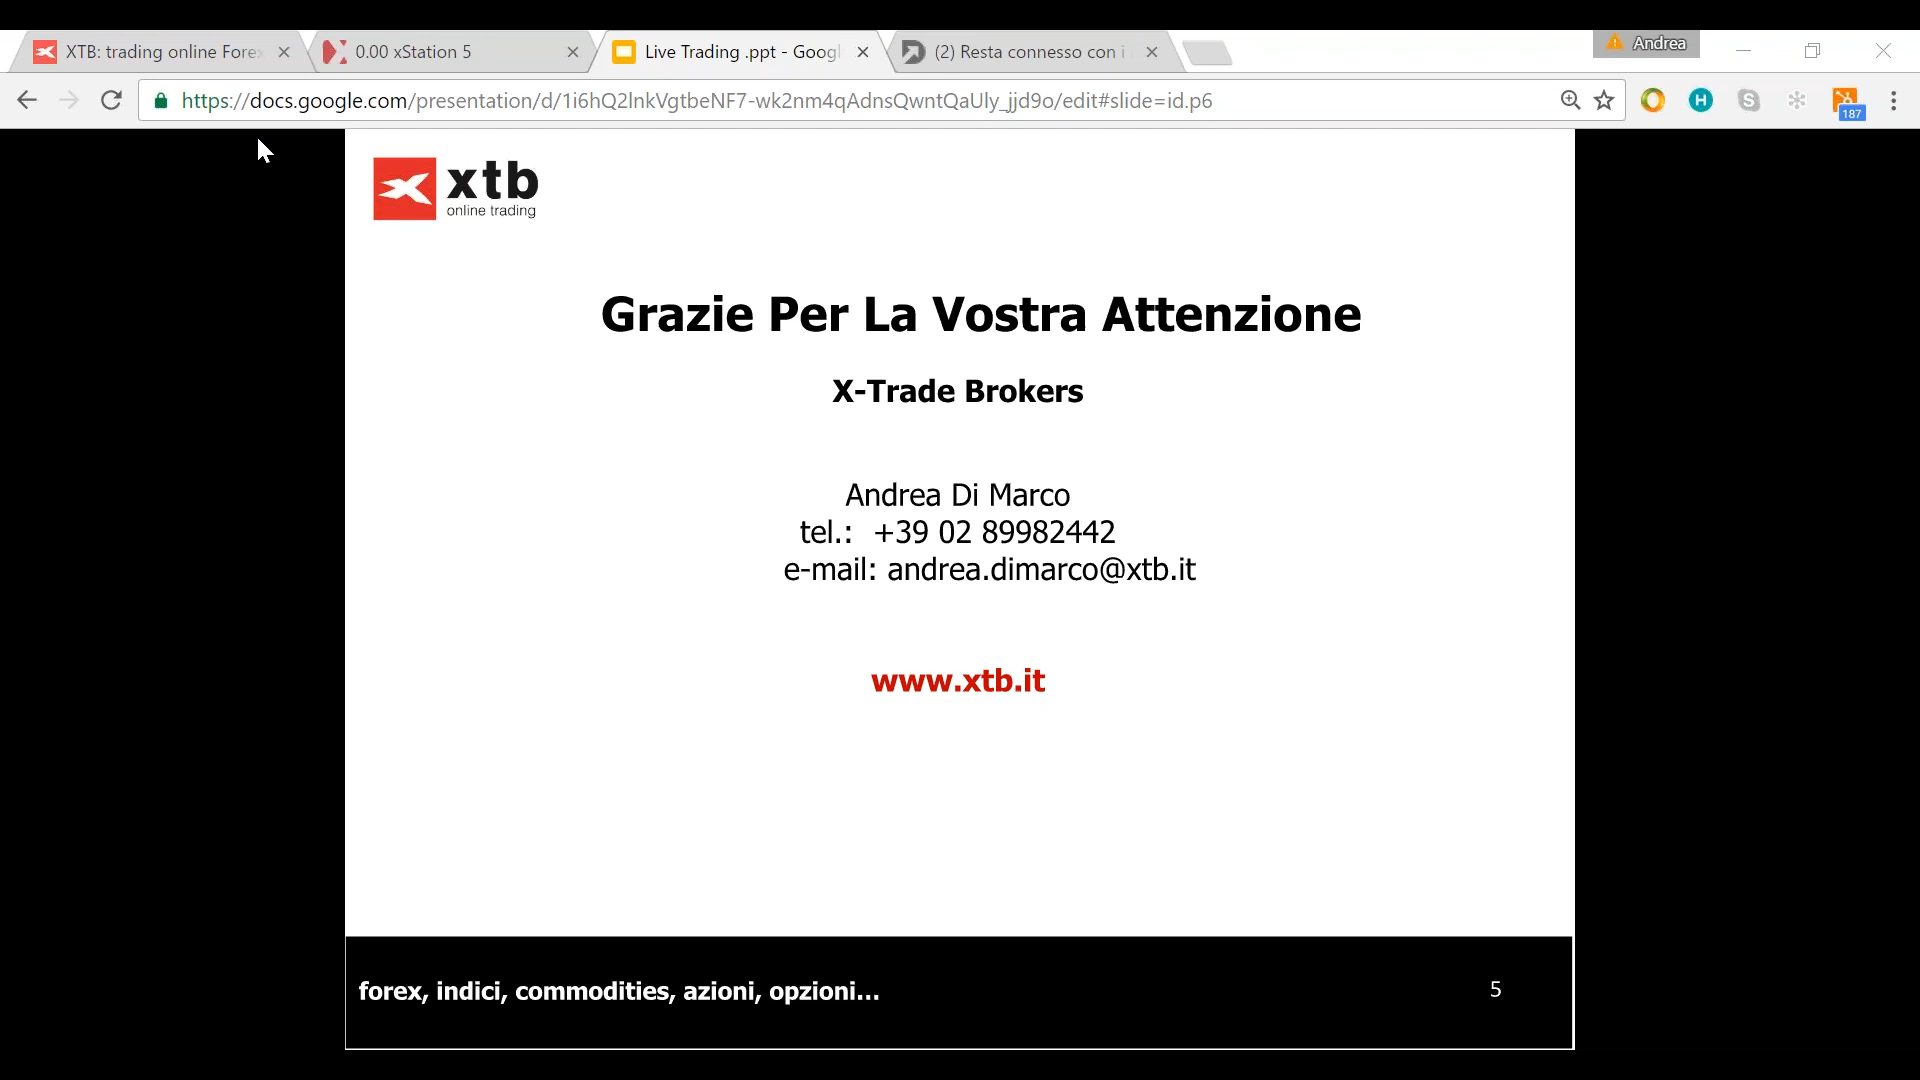 XTB: trading online Fore
0.00 xStation 5
Live Trading .ppt - Googl
(2) Resta connesso con i
Andrea
https://docs.google.com/presentation/d/1i6hQ2lnkVgtbeNF7-wk2nm4qAdnsQwntQaUly_jjd9o/edit#slide=id.p6
H
S
187
xtb
online trading
Grazie Per La Vostra Attenzione
X-Trade Brokers
Andrea Di Marco
tel.: +39 02 89982442
e-mail: andrea.dimarco@xtb.it
www.xtb.it
forex, indici, commodities, azioni, opzioni...
5